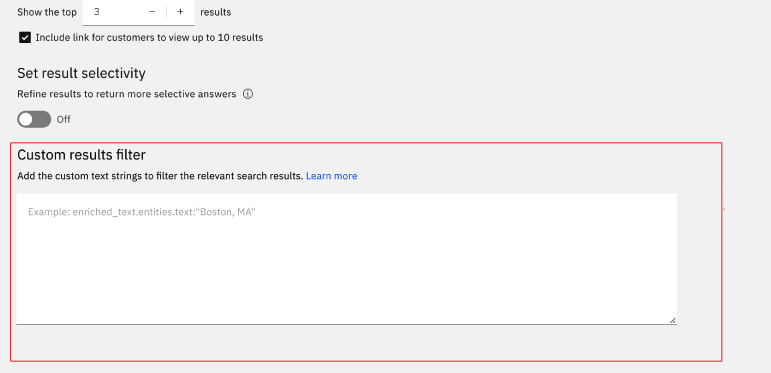 Show the top 3 − + results
Include link for customers to view up to 10 results
Set result selectivity
Refine results to return more selective answers
Off
Custom results filter
Add the custom text strings to filter the relevant search results. Learn more
Example: enriched_text.entities.text:"Boston, MA"